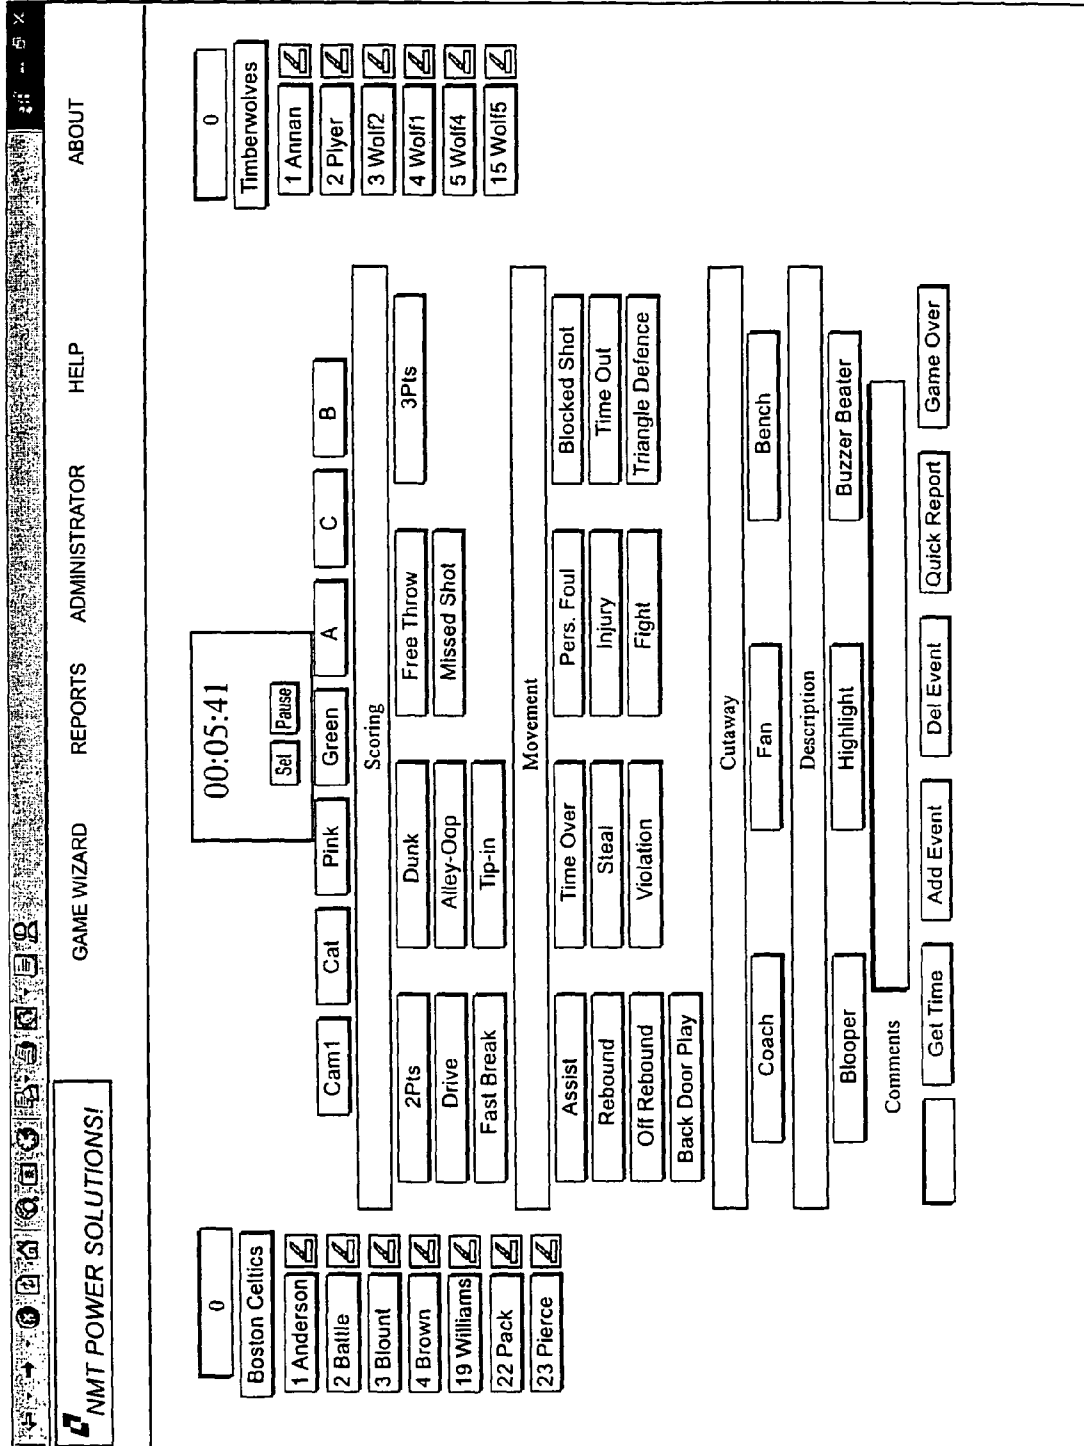 NMT POWER SOLUTIONS!
GAME WIZARD REPORTS ADMINISTRATOR HELP ABOUT
0
Boston Celtics
1 Anderson
2 Battle
3 Blount
4 Brown
19 Williams
22 Pack
23 Pierce
00:05:41
Set Pause
Cam1 Cat Pink Green A C B
Scoring
2Pts Dunk Free Throw 3Pts
Drive Alley-Oop Missed Shot
Fast Break Tip-in
Movement
Assist Time Over Pers. Foul Blocked Shot
Rebound Steal Injury Time Out
Off Rebound Violation Fight Triangle Defence
Back Door Play
Cutaway
Coach Fan Bench
Description
Blooper Highlight Buzzer Beater
Comments
Get Time Add Event Del Event Quick Report Game Over
0
Timberwolves
1 Annan
2 Plyer
3 Wolf2
4 Wolf1
5 Wolf4
15 Wolf5